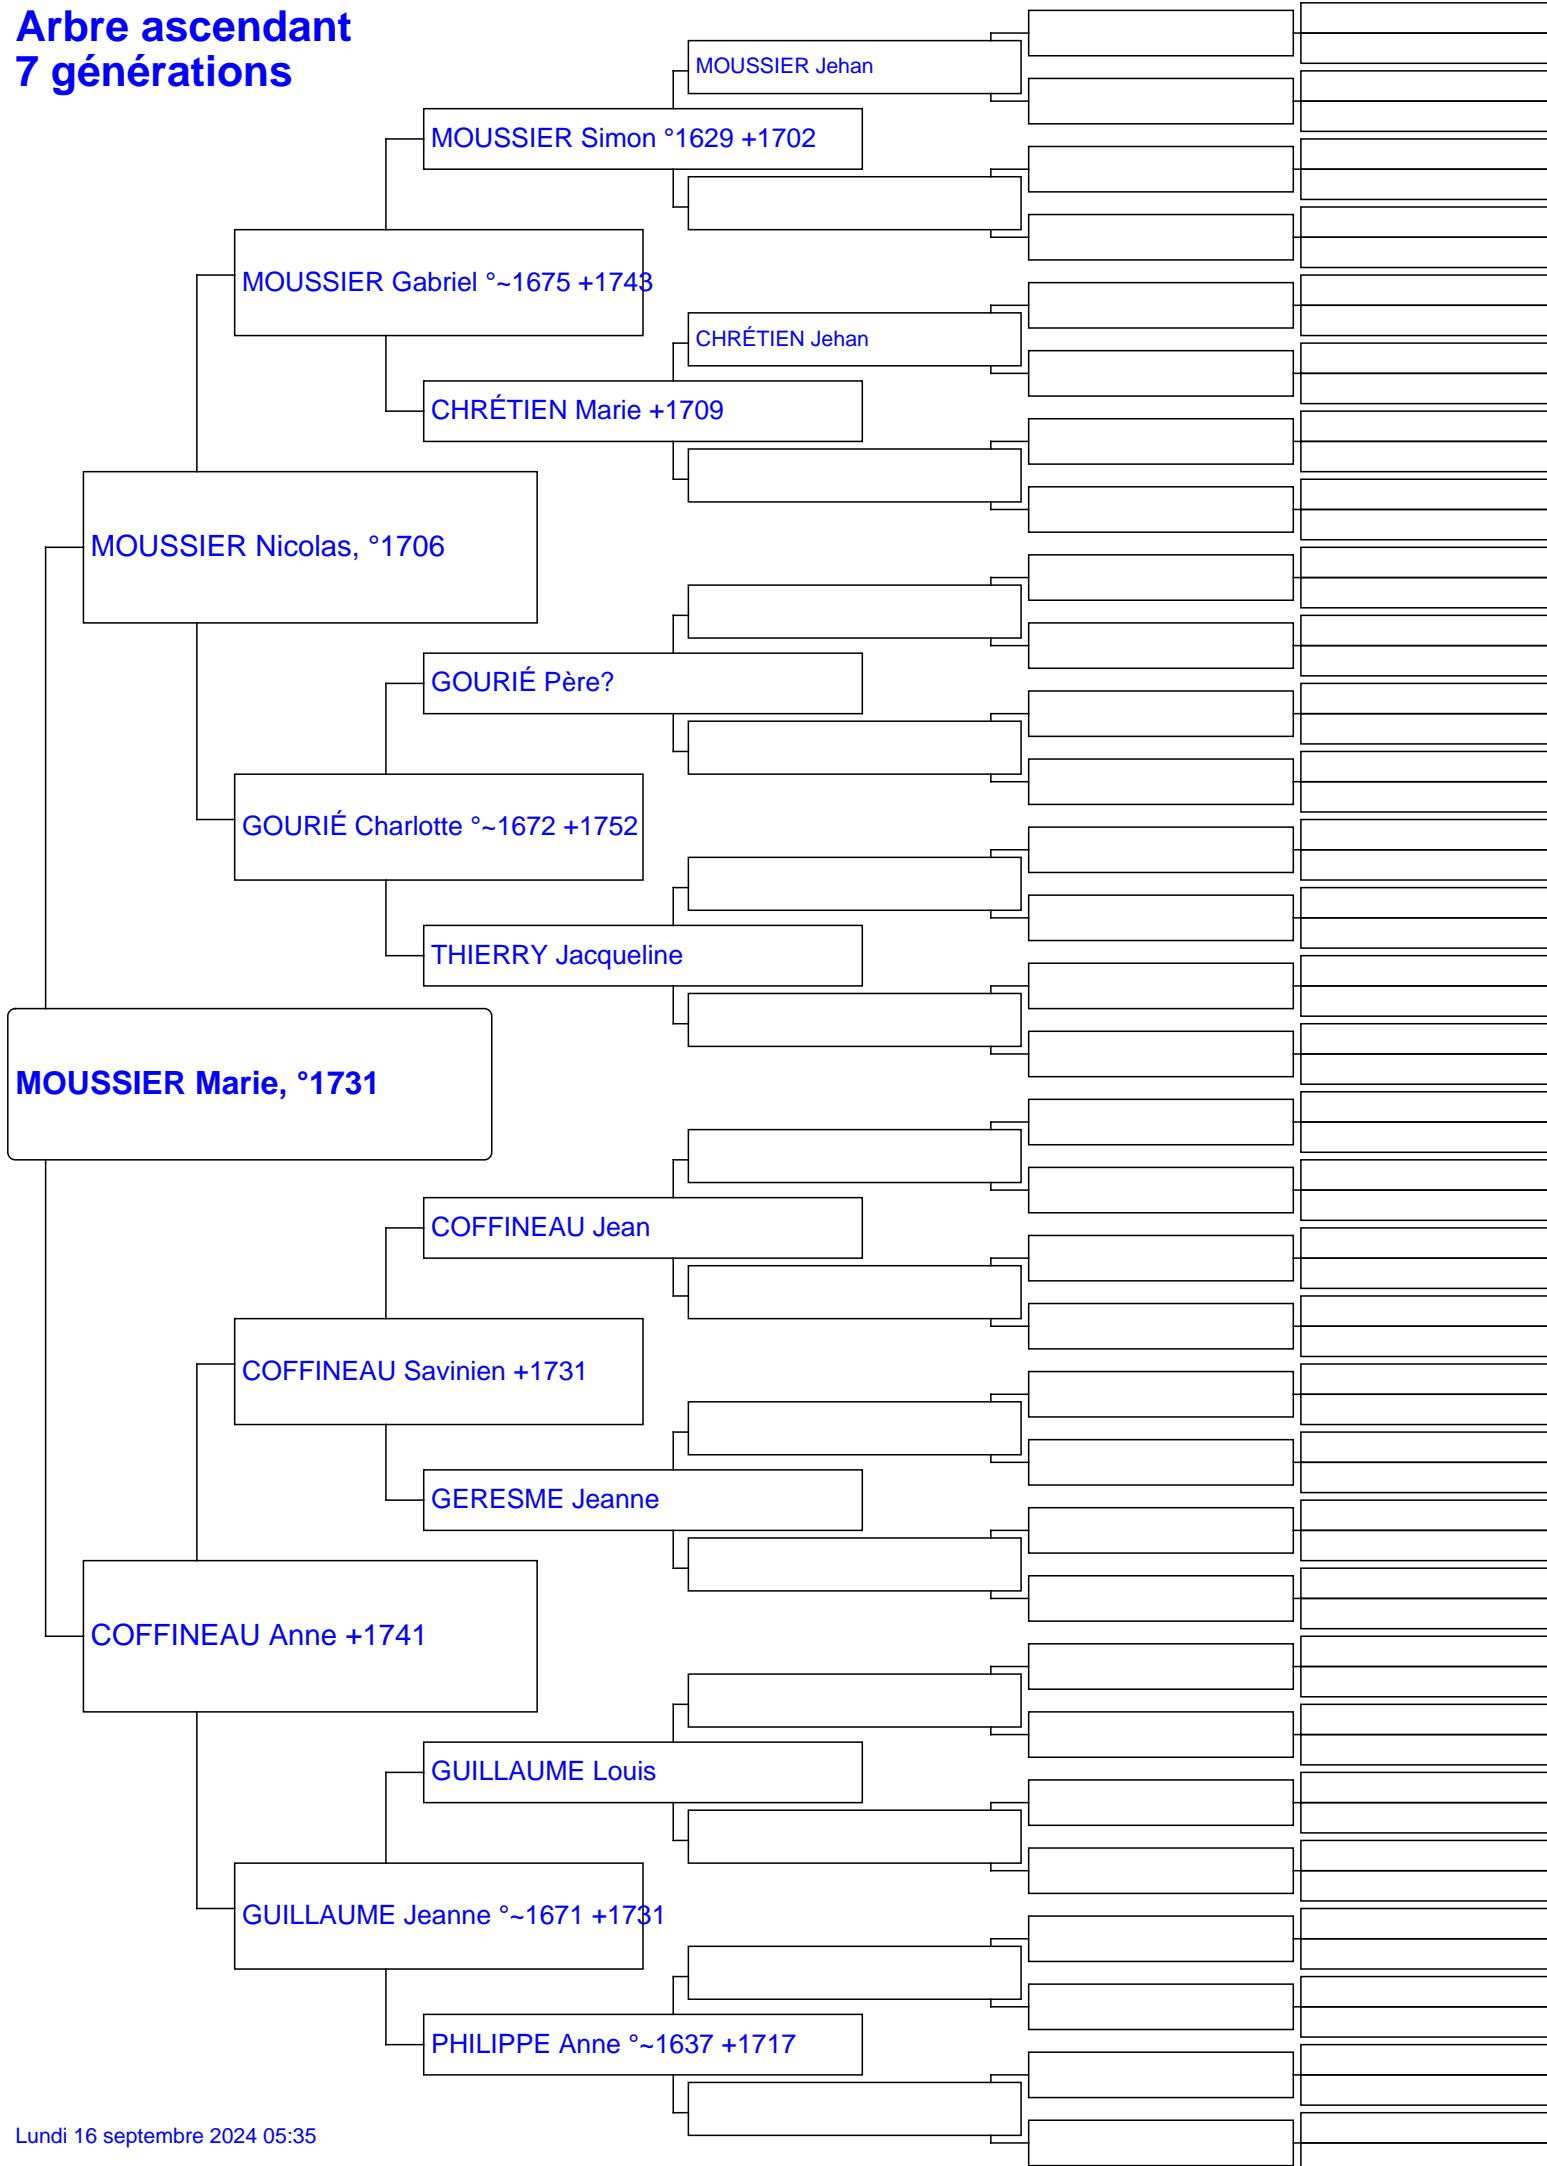 Arbre ascendant
7 générations
MOUSSIER Jehan
MOUSSIER Simon °1629 +1702
MOUSSIER Gabriel °~1675 +1743
CHRÉTIEN Jehan
CHRÉTIEN Marie +1709
MOUSSIER Nicolas, °1706
GOURIÉ Père?
GOURIÉ Charlotte °~1672 +1752
THIERRY Jacqueline
MOUSSIER Marie, °1731
COFFINEAU Jean
COFFINEAU Savinien +1731
GERESME Jeanne
COFFINEAU Anne +1741
GUILLAUME Louis
GUILLAUME Jeanne °~1671 +1731
PHILIPPE Anne °~1637 +1717
Lundi 16 septembre 2024 05:35